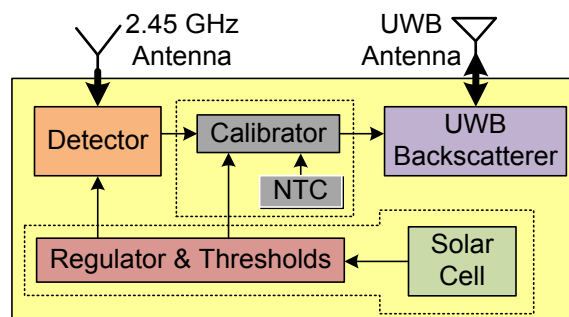 2.45 GHz
Antenna
UWB
Antenna
Detector
Calibrator
UWB
Backscatterer
NTC
Regulator & Thresholds
Solar
Cell